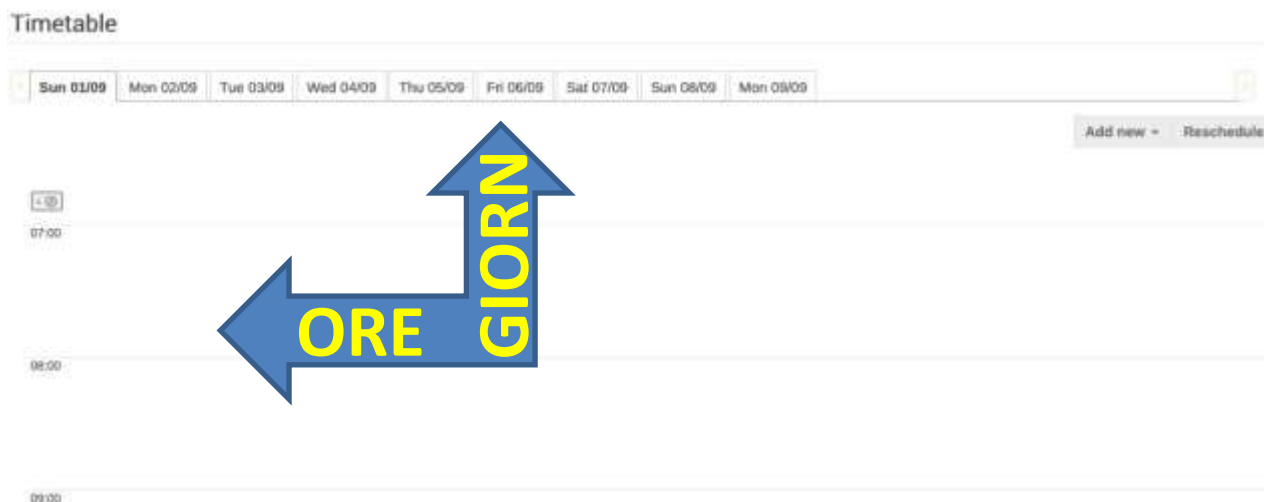 Timetable
Sun 01/09 Mon 02/09 Tue 03/09 Wed 04/09 Thu 05/09 Fri 06/09 Sat 07/09 Sun 08/09 Mon 09/09
Add new Reschedule
07:00
GIORN
ORE
08:00
09:00